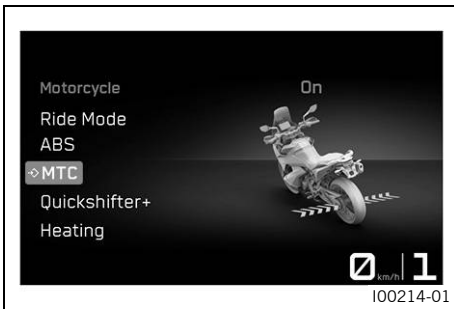 Motorcycle On
Ride Mode
ABS
MTC
Quickshifter+
Heating
0 km/h 1
I00214-01